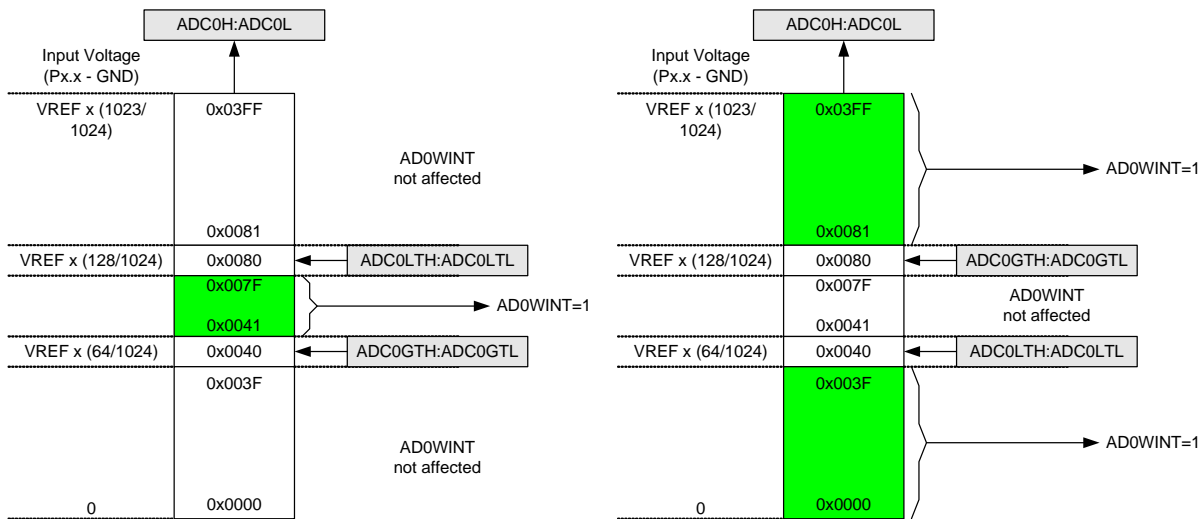 ADC0H:ADC0L
Input Voltage
(Px.x - GND)
VREF x (1023/
1024)
0x03FF
AD0WINT
not affected
0x0081
VREF x (128/1024)
0x0080
ADC0LTH:ADC0LTL
0x007F
AD0WINT=1
0x0041
VREF x (64/1024)
0x0040
ADC0GTH:ADC0GTL
0x003F
AD0WINT
not affected
0
0x0000
ADC0H:ADC0L
Input Voltage
(Px.x - GND)
VREF x (1023/
1024)
0x03FF
AD0WINT=1
0x0081
VREF x (128/1024)
0x0080
ADC0GTH:ADC0GTL
0x007F
AD0WINT
not affected
0x0041
VREF x (64/1024)
0x0040
ADC0LTH:ADC0LTL
0x003F
AD0WINT=1
0
0x0000